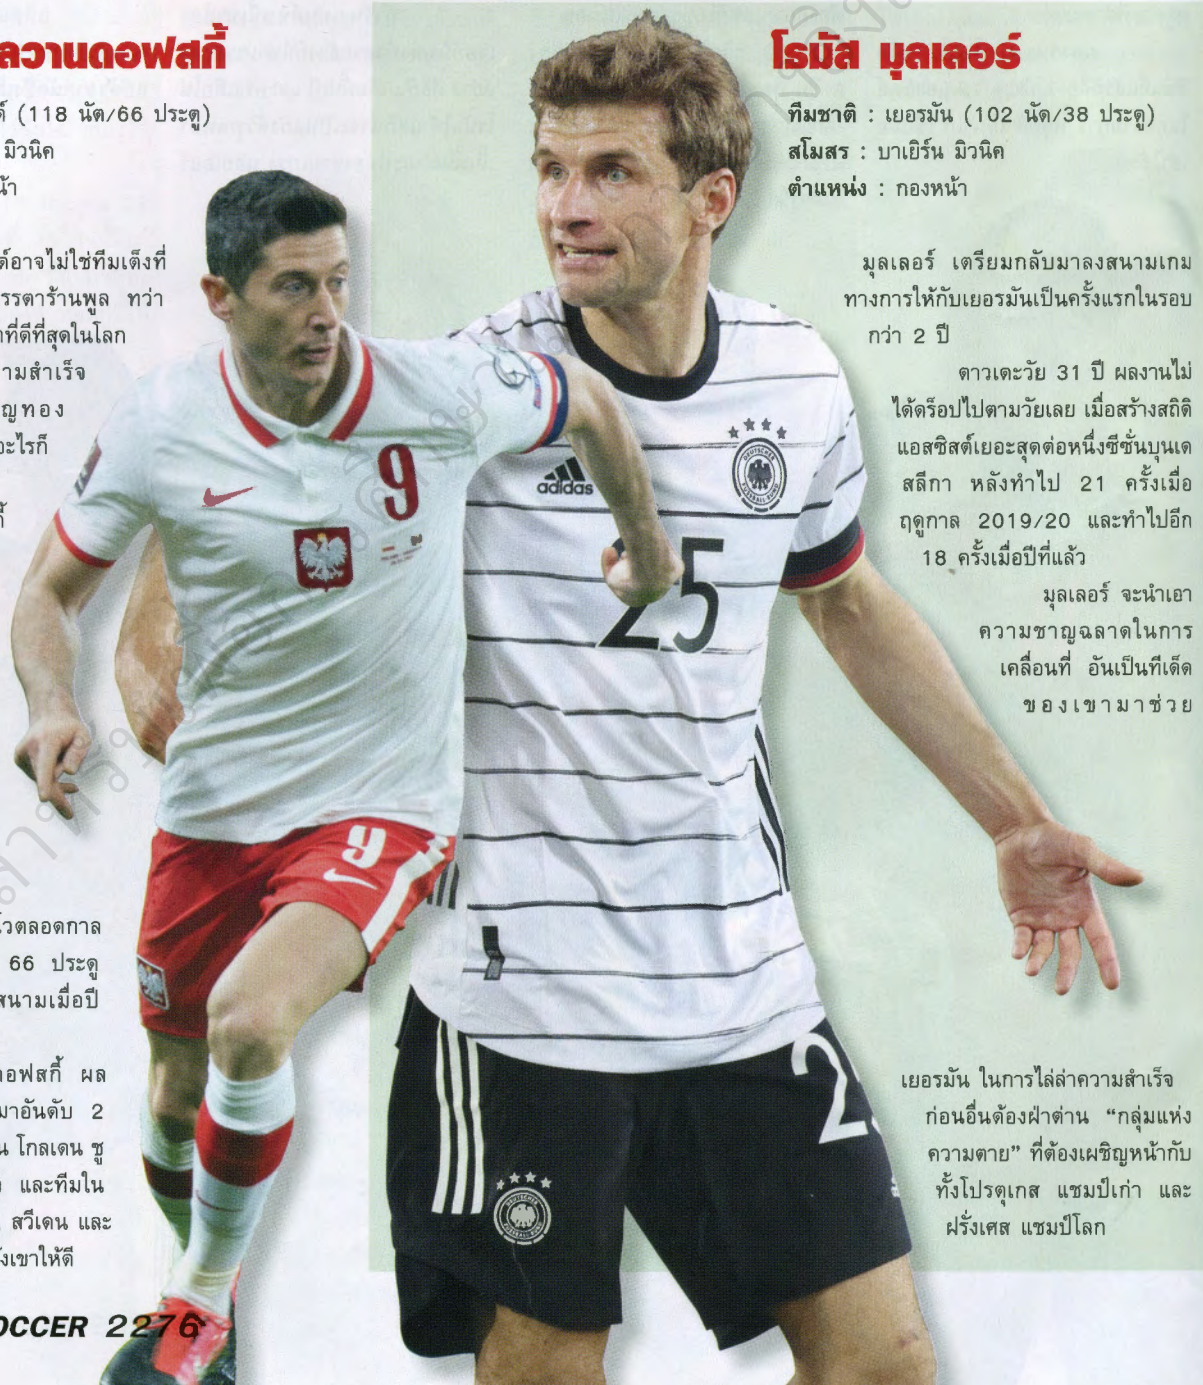 ลวานดอฟสกี้
ด์ (118 นัด/66 ประตู)
มิวนิค
น้า
ด์อาจไม่ใช่ทีมเต็งที่
รรดาร้านพูล ทว่า
าที่ดีที่สุดในโลก
ามสำเร็จ
ญทอง
อะไรก็
วตลอดกาล
66 ประตู
สนามเมื่อปี
อฟสกี้ ผล
มาอันดับ 2
น โกลเดน ชู
และทีมใน
สวีเดน และ
งเขาให้ดี
OCCER 2276
โธมัส มุลเลอร์
ทีมชาติ : เยอรมัน (102 นัด/38 ประตู)
สโมสร : บาเยิร์น มิวนิค
ตำแหน่ง : กองหน้า
มุลเลอร์ เตรียมกลับมาลงสนามเกม
ทางการให้กับเยอรมันเป็นครั้งแรกในรอบ
กว่า 2 ปี
ดาวเตะวัย 31 ปี ผลงานไม่
ได้ดร็อปไปตามวัยเลย เมื่อสร้างสถิติ
แอสซิสต์เยอะสุดต่อหนึ่งซีซั่นบุนเด
สลีกา หลังทำไป 21 ครั้งเมื่อ
ฤดูกาล 2019/20 และทำไปอีก
18 ครั้งเมื่อปีที่แล้ว
มุลเลอร์ จะนำเอา
ความชาญฉลาดในการ
เคลื่อนที่ อันเป็นทีเด็ด
ของเขามาช่วย
เยอรมัน ในการไล่ล่าความสำเร็จ
ก่อนอื่นต้องฝ่าด่าน “กลุ่มแห่ง
ความตาย” ที่ต้องเผชิญหน้ากับ
ทั้งโปรตุเกส แชมป์เก่า และ
ฝรั่งเศส แชมป์โลก
9
9
adidas
25
DEUTSCHER
FUSSBALL-BUND
2